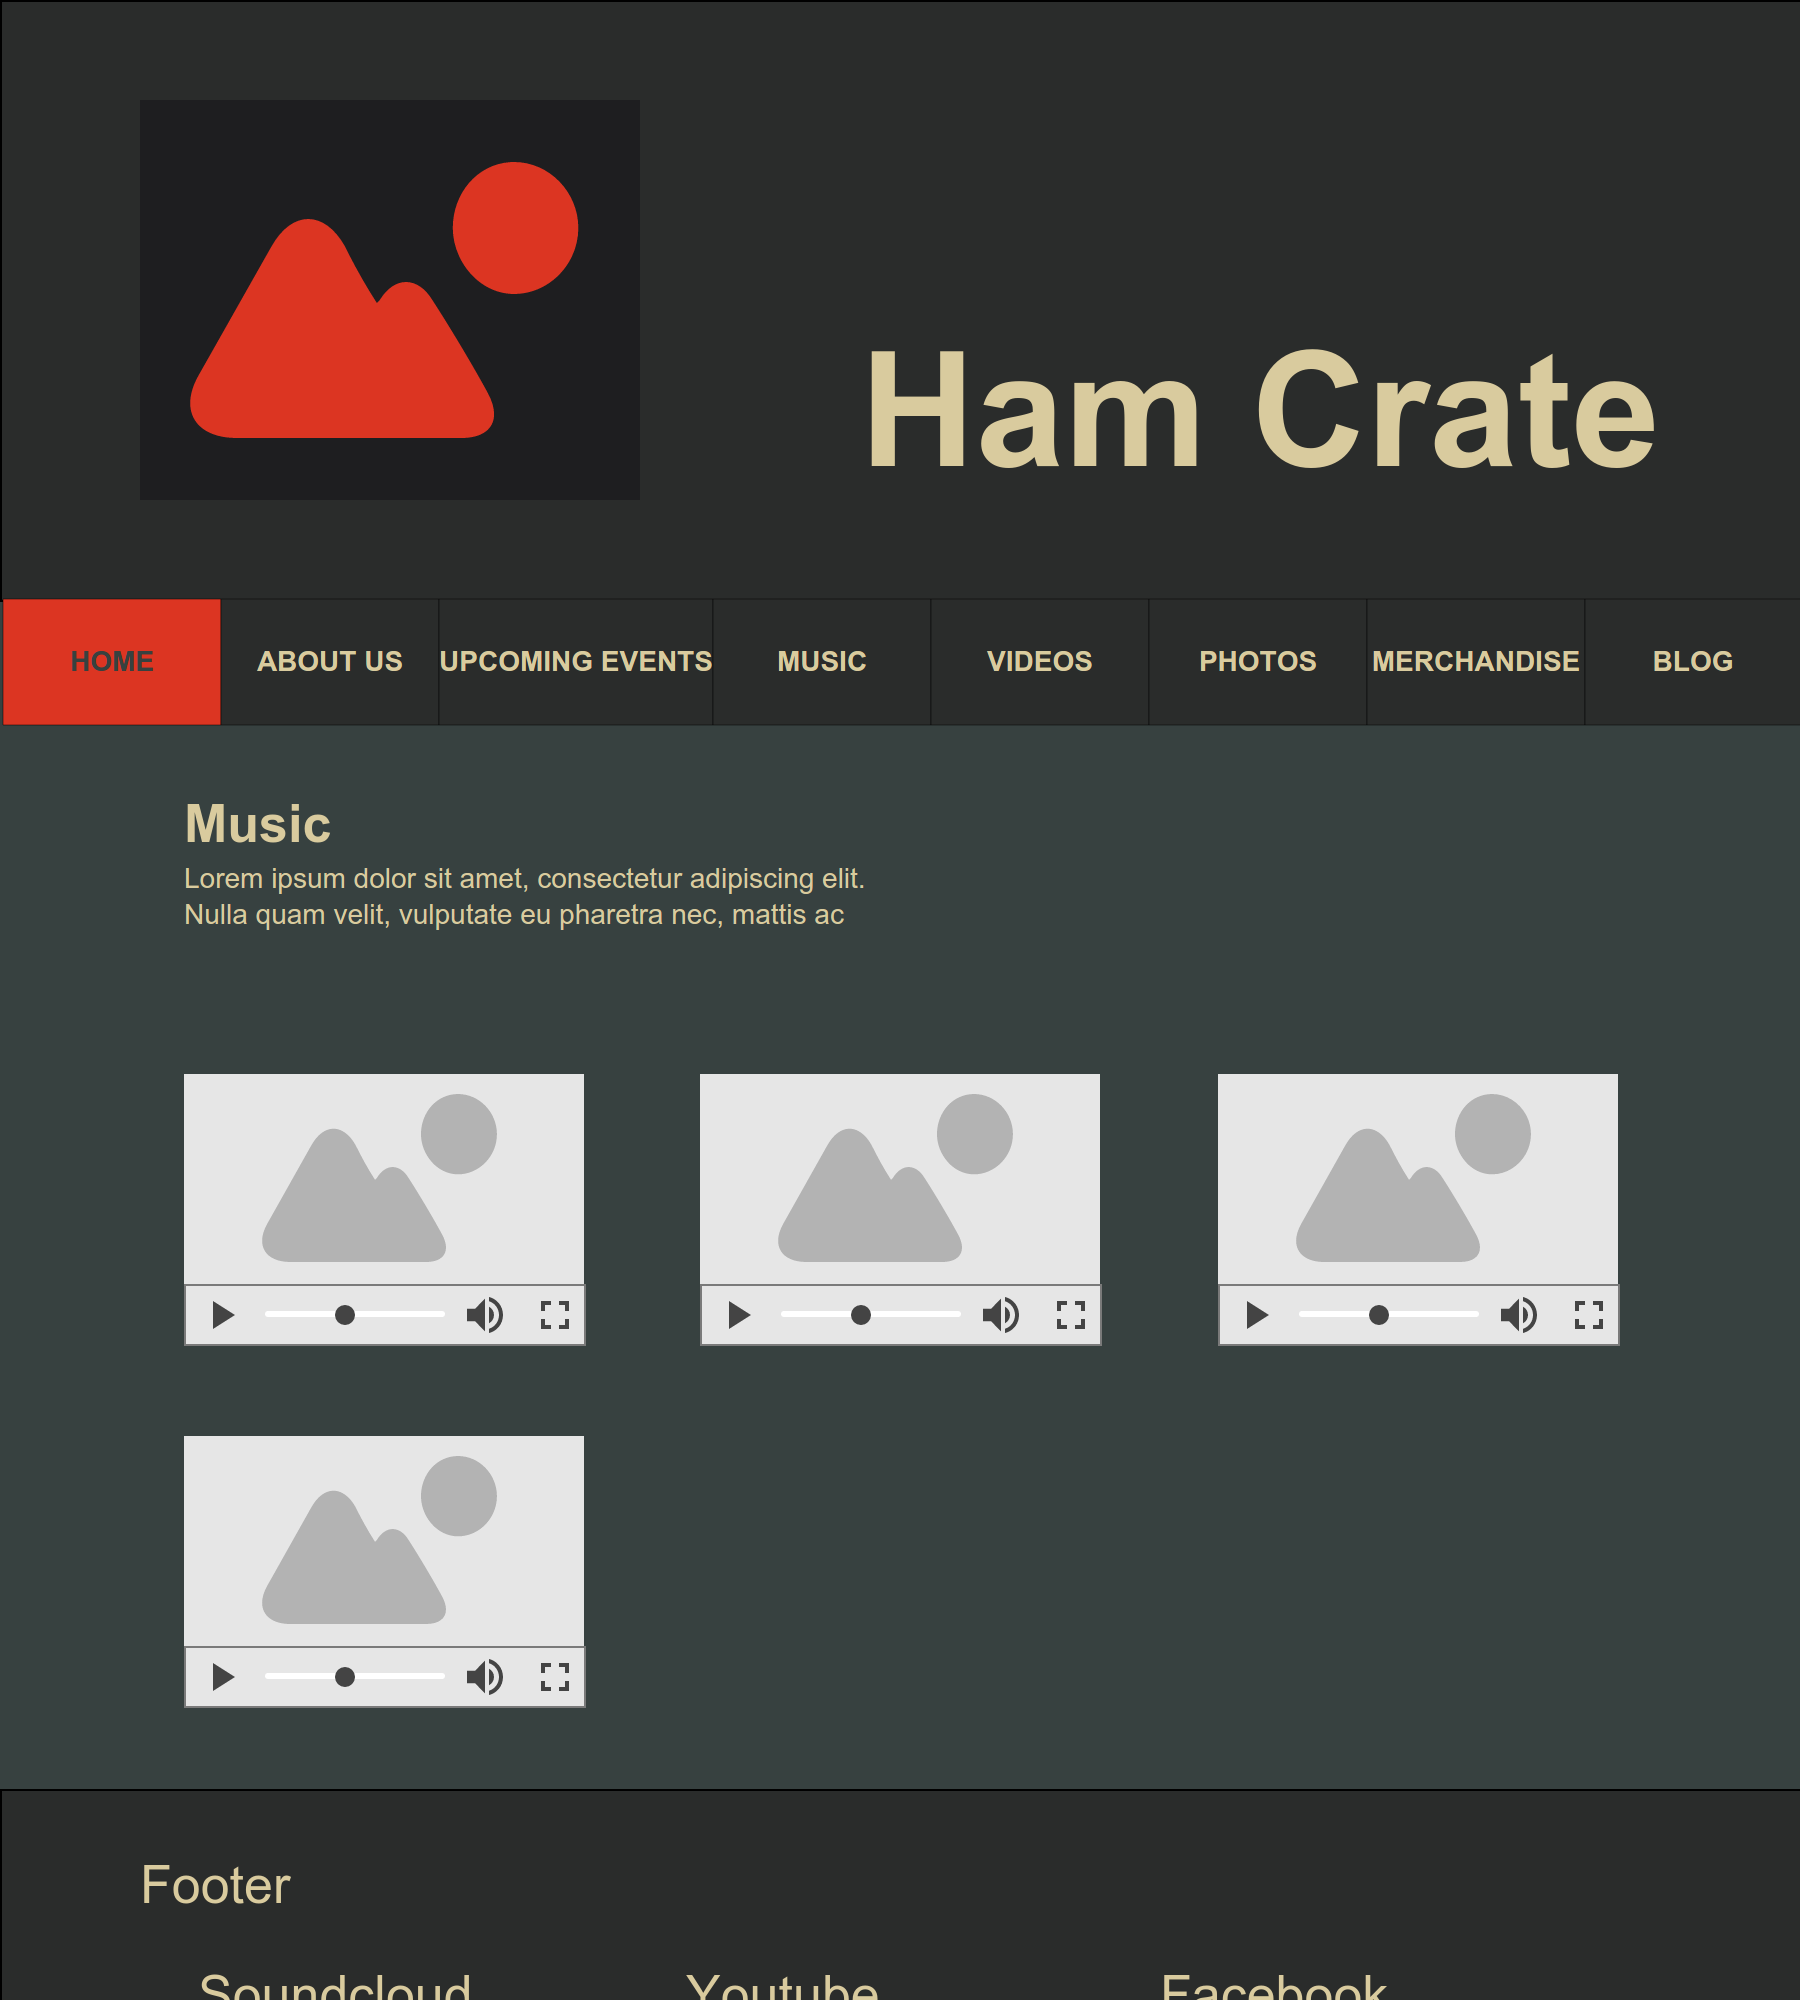 Ham Crate
HOME ABOUT US UPCOMING EVENTS MUSIC VIDEOS PHOTOS MERCHANDISE BLOG
Music
Lorem ipsum dolor sit amet, consectetur adipiscing elit.
Nulla quam velit, vulputate eu pharetra nec, mattis ac
Footer
Soundcloud Youtube Facebook